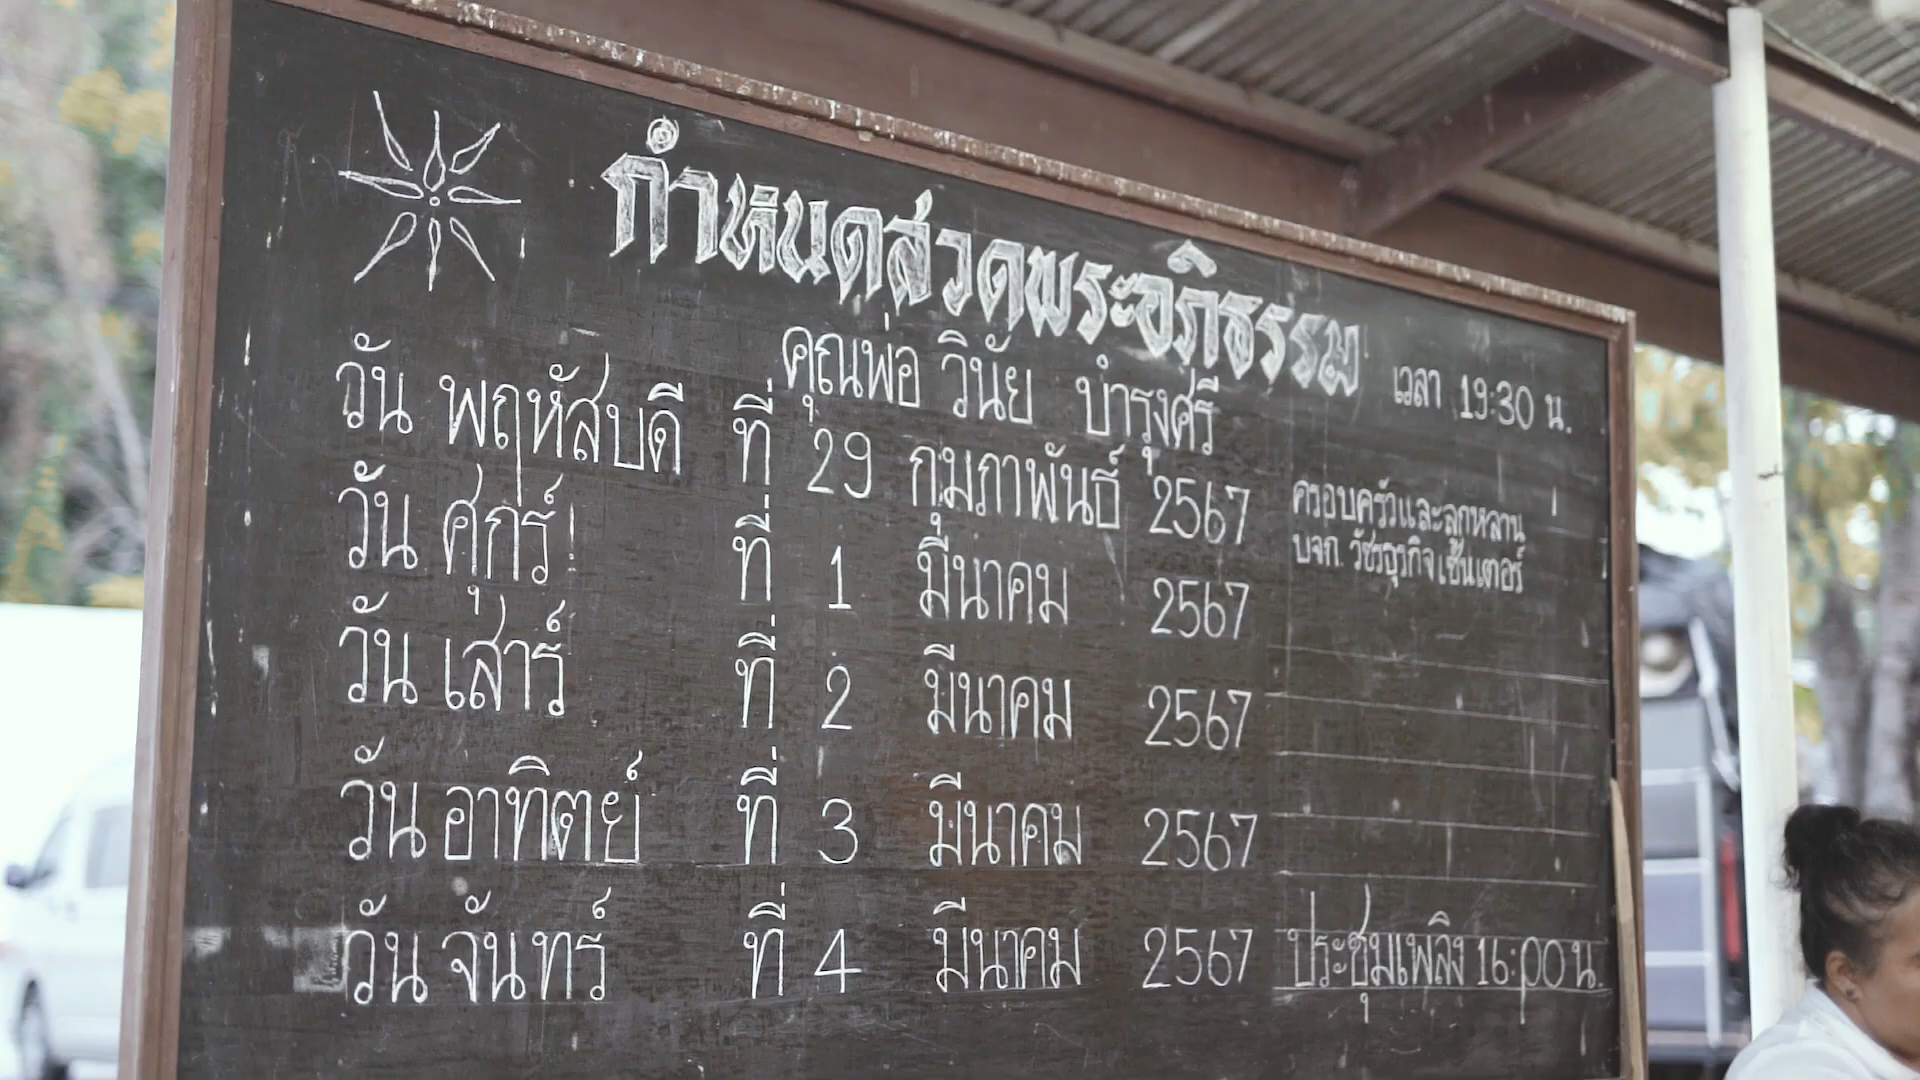 กำหนดสวดพระอภิธรรม
คุณพ่อ วินัย บำรุงศรี เวลา 19:30 น.
วัน พฤหัสบดี ที่ 29 กุมภาพันธ์ 2567 ครอบครัวและลูกหลาน
บจก. วัชรธุรกิจเซ็นเตอร์
วัน ศุกร์ ที่ 1 มีนาคม 2567
วัน เสาร์ ที่ 2 มีนาคม 2567
วัน อาทิตย์ ที่ 3 มีนาคม 2567
วัน จันทร์ ที่ 4 มีนาคม 2567 ประชุมเพลิง 16:00 น.